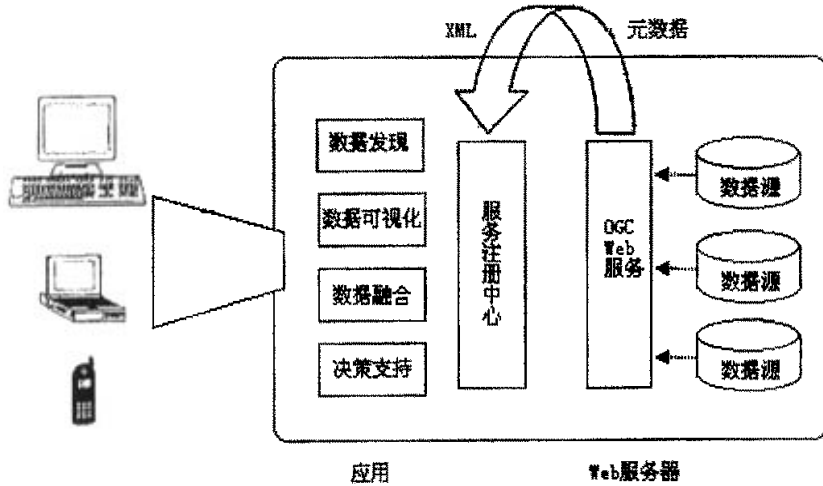 XML
元数据
数据发现
数据可视化
数据融合
决策支持
服务注册中心
OGC
Web
服务
数据源
数据源
数据源
应用
Web服务器